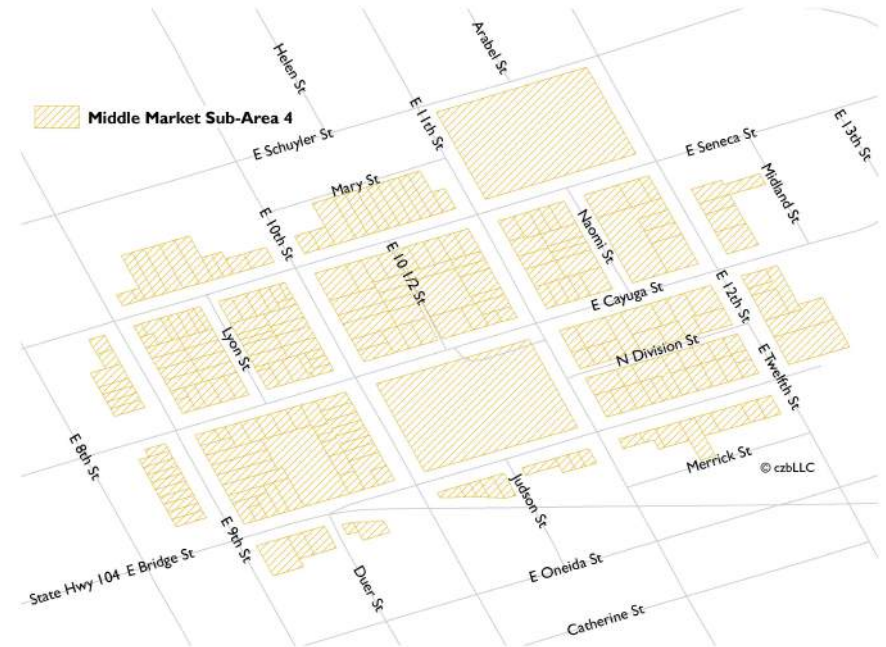 Helen St
Arabel St
Middle Market Sub-Area 4
E 11th St
E Schuyler St
E Seneca St
E 13th St
Mary St
Midland St
E 10th St
Naomi St
E 10 1/2 St
E Cayuga St
E 12th St
Lyon St
N Division St
E Twelfth St
E 8th St
Merrick St
© czbLLC
Judson St
E 9th St
State Hwy 104 E Bridge St
E Oneida St
Duer St
Catherine St